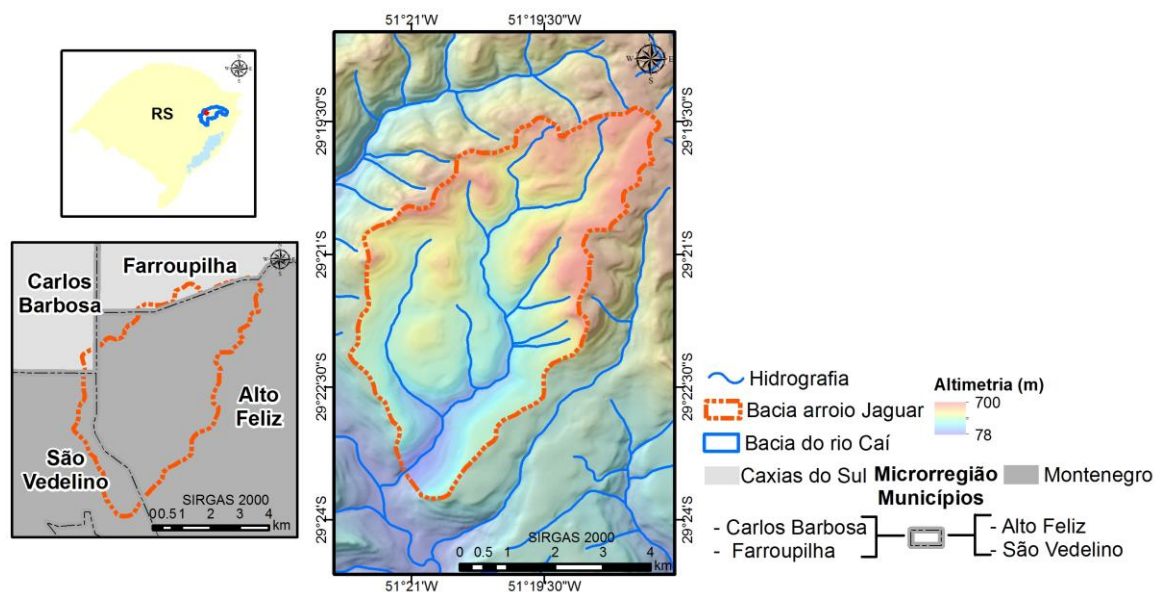 RS
W E
S
Carlos
Barbosa
Farroupilha
Alto
Feliz
São
Vedelino
SIRGAS 2000
0 0.5 1 2 3 4
km
51°21'W 51°19'30"W
29°19'30"S
29°21'S
29°22'30"S
29°24'S
29°19'30"S
29°21'S
29°22'30"S
29°24'S
W E
S
SIRGAS 2000
0 0.5 1 2 3 4
km
51°21'W 51°19'30"W
Hidrografia
Bacia arroio Jaguar
Bacia do rio Caí
Altimetria (m)
700
78
Caxias do Sul Microrregião Montenegro
Municípios
- Carlos Barbosa
- Farroupilha
- Alto Feliz
- São Vedelino